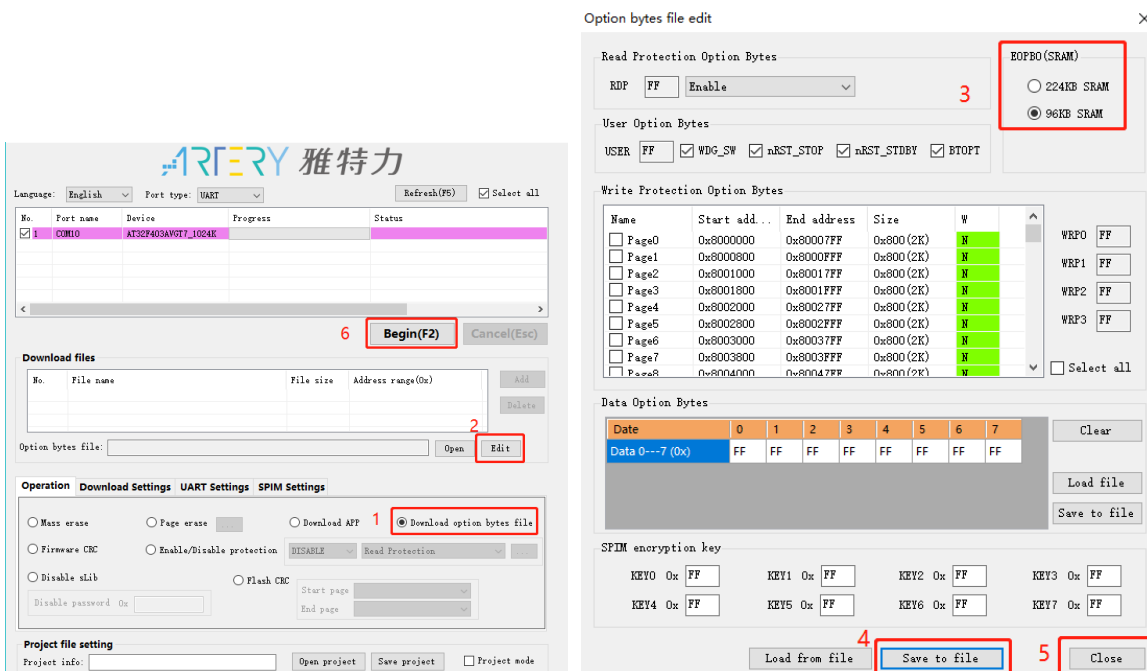 ARTERY 雅特力
Language: English Port type: UART Refresh(F5) Select all
No. Port name Device Progress Status
1 COM10 AT32F403AVGT7_1024K
6 Begin(F2) Cancel(Esc)
Download files
No. File name File size Address range(0x) Add
Delete
2
Option bytes file: Open Edit
Operation Download Settings UART Settings SPIM Settings
Mass erase Page erase ... Download APP 1 Download option bytes file
Firmware CRC Enable/Disable protection DISABLE Read Protection ...
Disable sLib Flash CRC Start page
Disable password 0x End page
Project file setting
Project info: Open project Save project Project mode
Option bytes file edit
Read Protection Option Bytes EOPBO(SRAM)
RDP FF Enable 3 224KB SRAM
96KB SRAM
User Option Bytes
USER FF WDG_SW nRST_STOP nRST_STDBY BTOPT
Write Protection Option Bytes
Name Start add... End address Size W
Page0 0x8000000 0x80007FF 0x800(2K) N WRP0 FF
Page1 0x8000800 0x8000FFF 0x800(2K) N
Page2 0x8001000 0x80017FF 0x800(2K) N WRP1 FF
Page3 0x8001800 0x8001FFF 0x800(2K) N
Page4 0x8002000 0x80027FF 0x800(2K) N WRP2 FF
Page5 0x8002800 0x8002FFF 0x800(2K) N WRP3 FF
Page6 0x8003000 0x80037FF 0x800(2K) N
Page7 0x8003800 0x8003FFF 0x800(2K) N
Page8 0x8004000 0x80047FF 0x800(2K) N Select all
Data Option Bytes
Date 0 1 2 3 4 5 6 7 Clear
Data 0---7 (0x) FF FF FF FF FF FF FF FF
Load file
Save to file
SPIM encryption key
KEY0 0x FF KEY1 0x FF KEY2 0x FF KEY3 0x FF
KEY4 0x FF KEY5 0x FF KEY6 0x FF KEY7 0x FF
4 5
Load from file Save to file Close